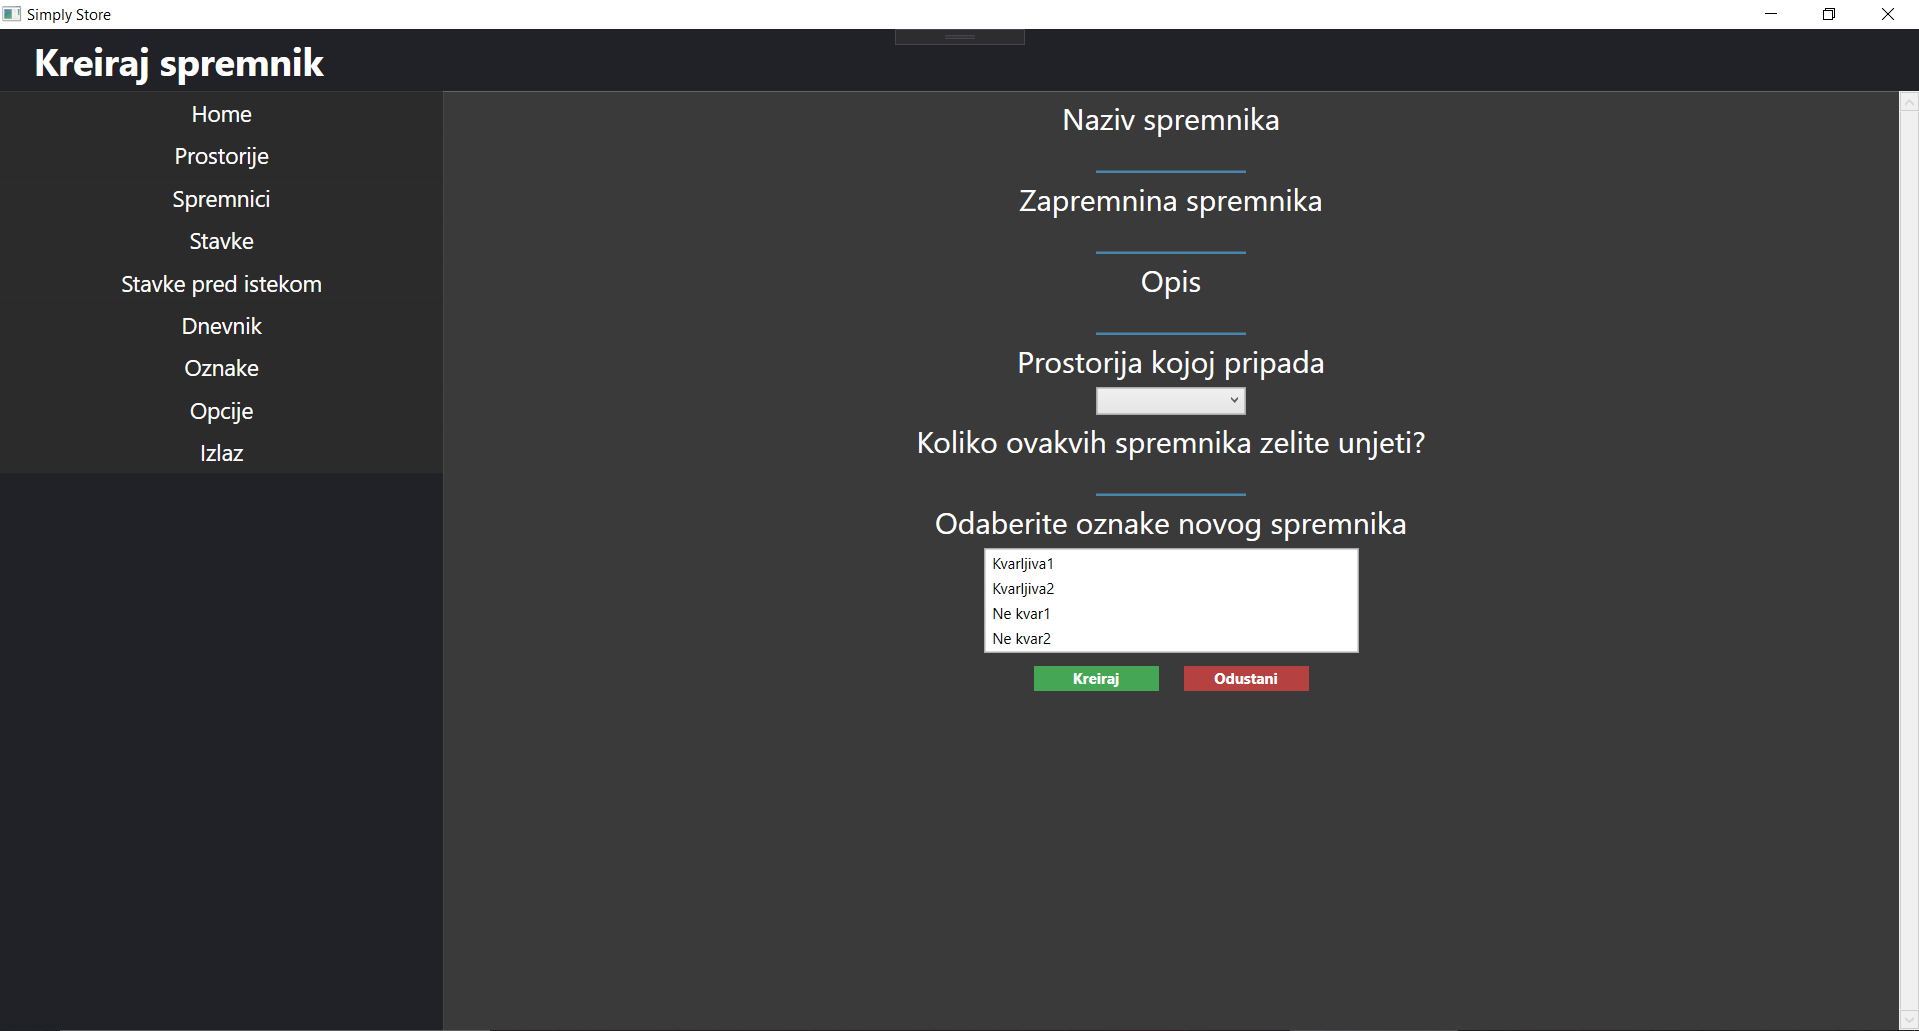 Simply Store
Kreiraj spremnik
Home
Prostorije
Spremnici
Stavke
Stavke pred istekom
Dnevnik
Oznake
Opcije
Izlaz
Naziv spremnika
Zapremnina spremnika
Opis
Prostorija kojoj pripada
Koliko ovakvih spremnika zelite unjeti?
Odaberite oznake novog spremnika
Kvarljiva1
Kvarljiva2
Ne kvar1
Ne kvar2
Kreiraj Odustani